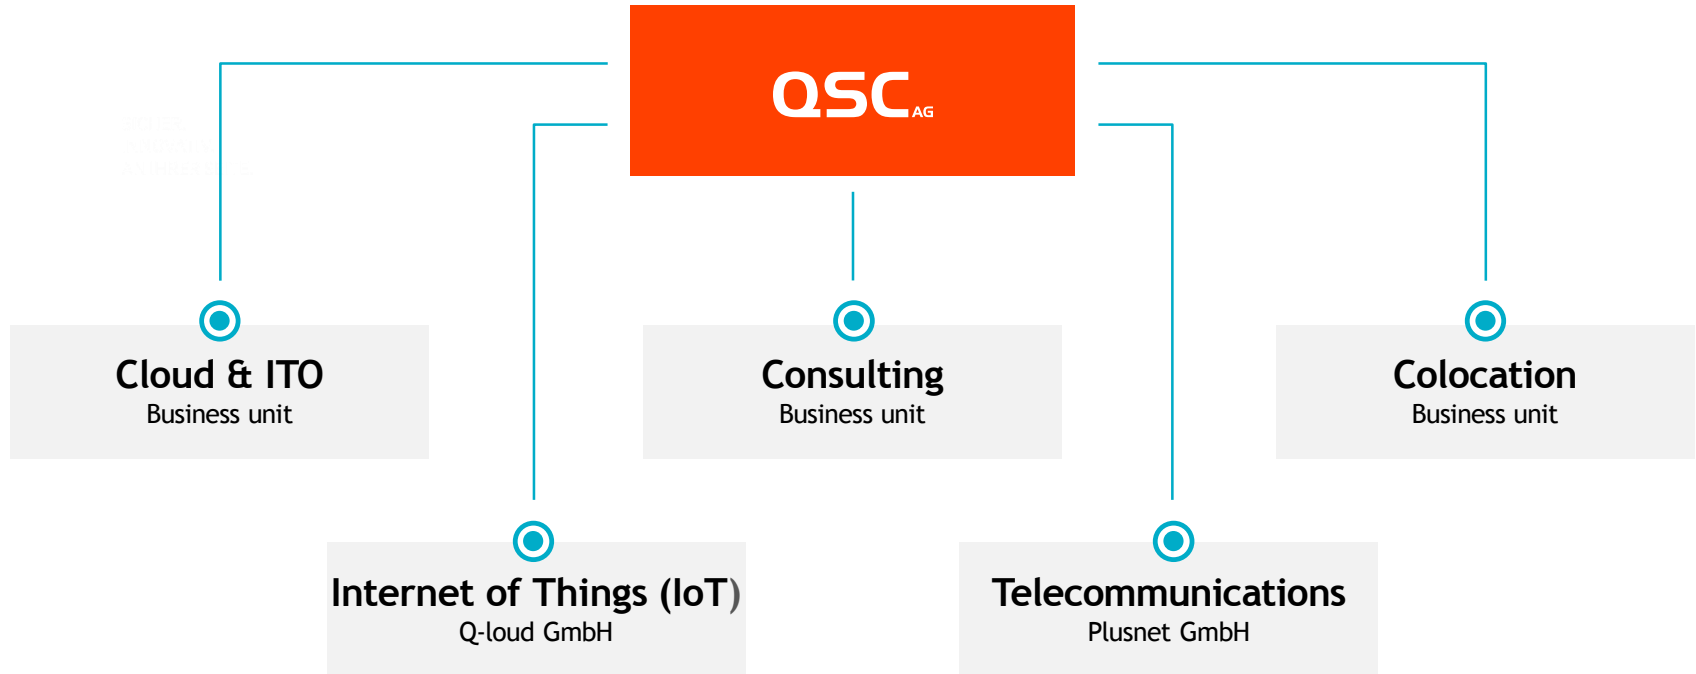 QSC AG
Cloud & ITO
Business unit
Consulting
Business unit
Colocation
Business unit
Internet of Things (IoT)
Q-loud GmbH
Telecommunications
Plusnet GmbH